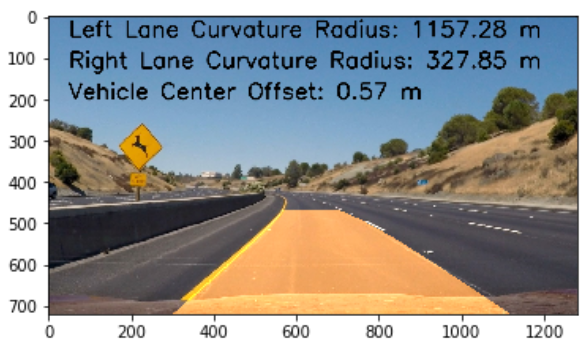 Left Lane Curvature Radius: 1157.28 m
Right Lane Curvature Radius: 327.85 m
Vehicle Center Offset: 0.57 m
0
100
200
300
400
500
600
700
0 200 400 600 800 1000 1200